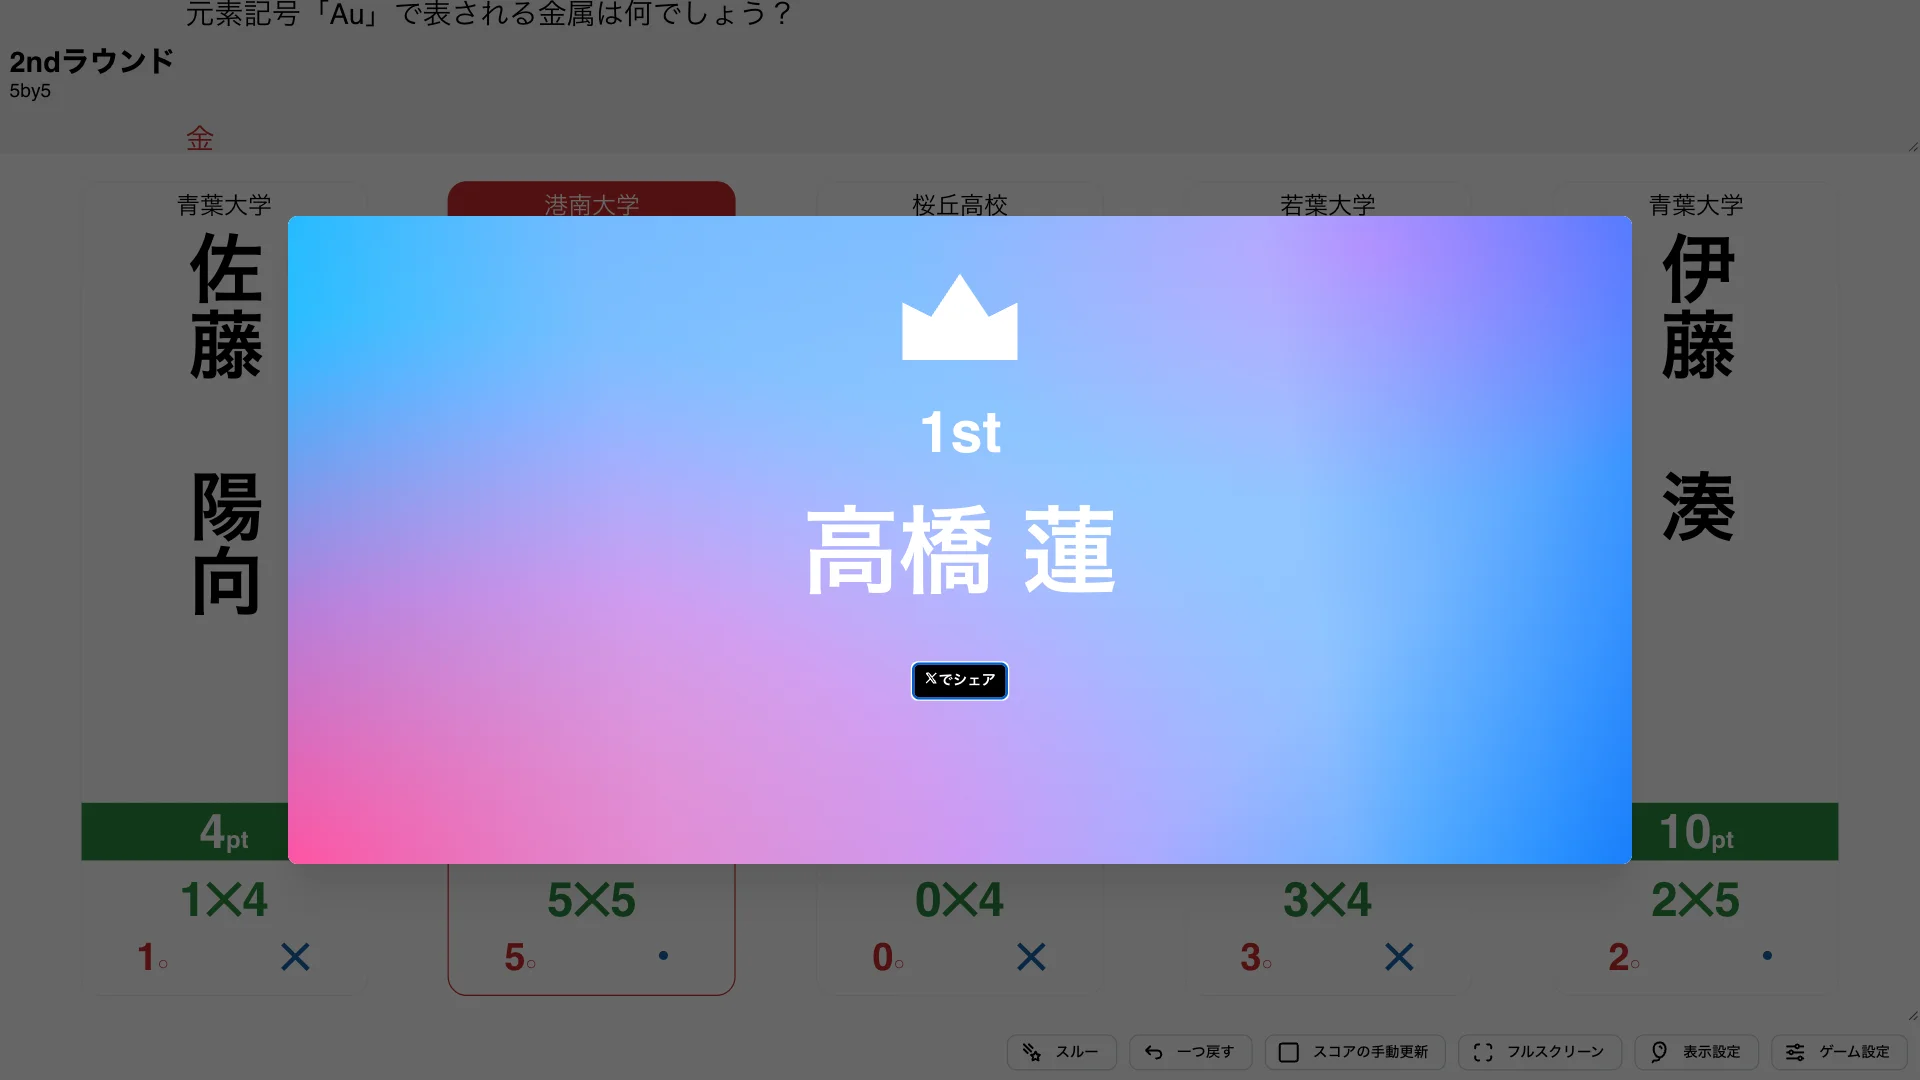 元素記号「Au」で表される金属は何でしょう？
2ndラウンド
5by5
金
青葉大学
港南大学
桜丘高校
若葉大学
青葉大学
佐藤 陽向
伊藤 湊
1st
高橋 蓮
𝕏でシェア
4pt
10pt
1✕4
5✕5
0✕4
3✕4
2✕5
1○ ✕
5○ ・
0○ ✕
3○ ✕
2○ ・
スルー
一つ戻す
スコアの手動更新
フルスクリーン
表示設定
ゲーム設定